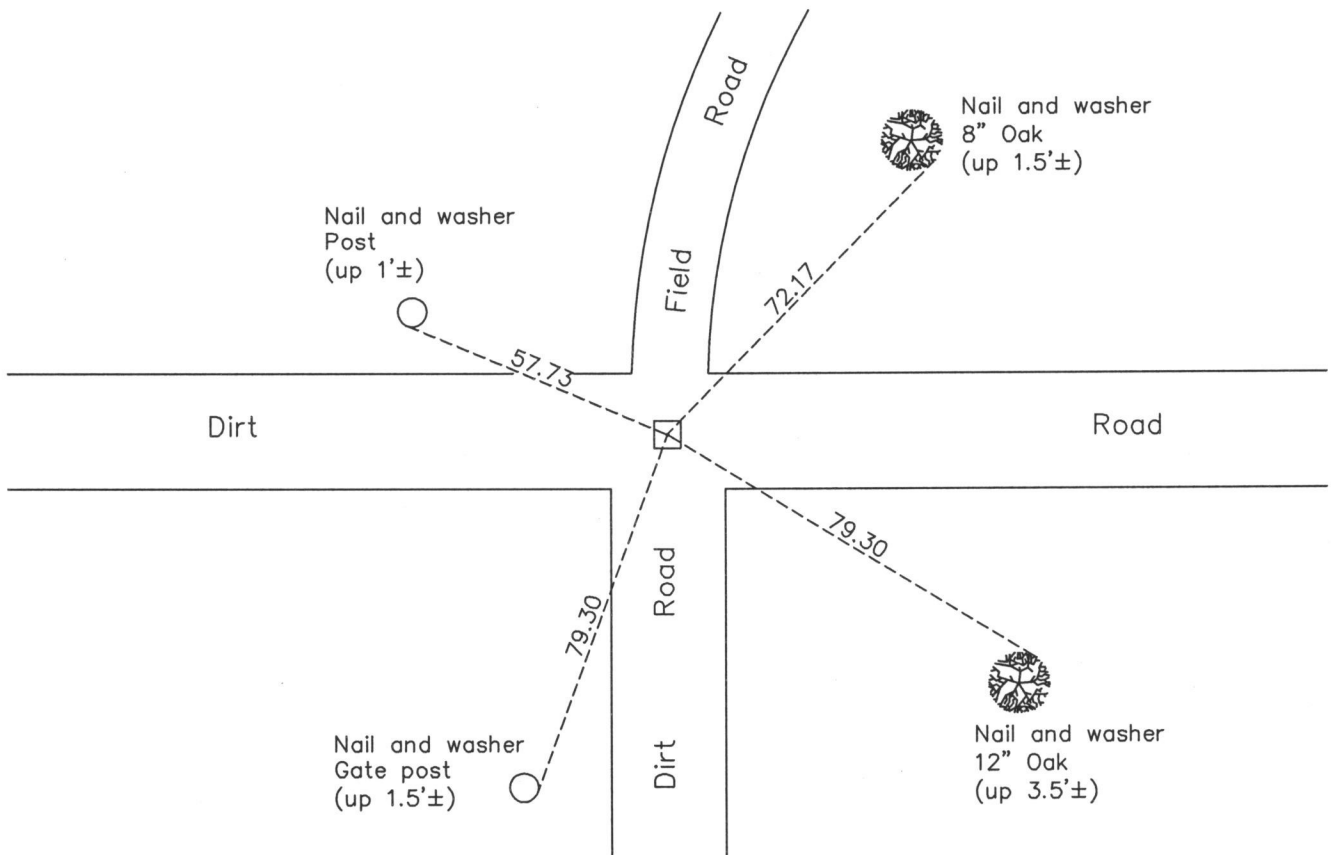 Road
Nail and washer
8" Oak
(up 1.5'±)
Nail and washer
Post
(up 1'±)
Field
72.17
57.73
Dirt
Road
79.30
Road
79.30
Nail and washer
Gate post
(up 1.5'±)
Dirt
Nail and washer
12" Oak
(up 3.5'±)